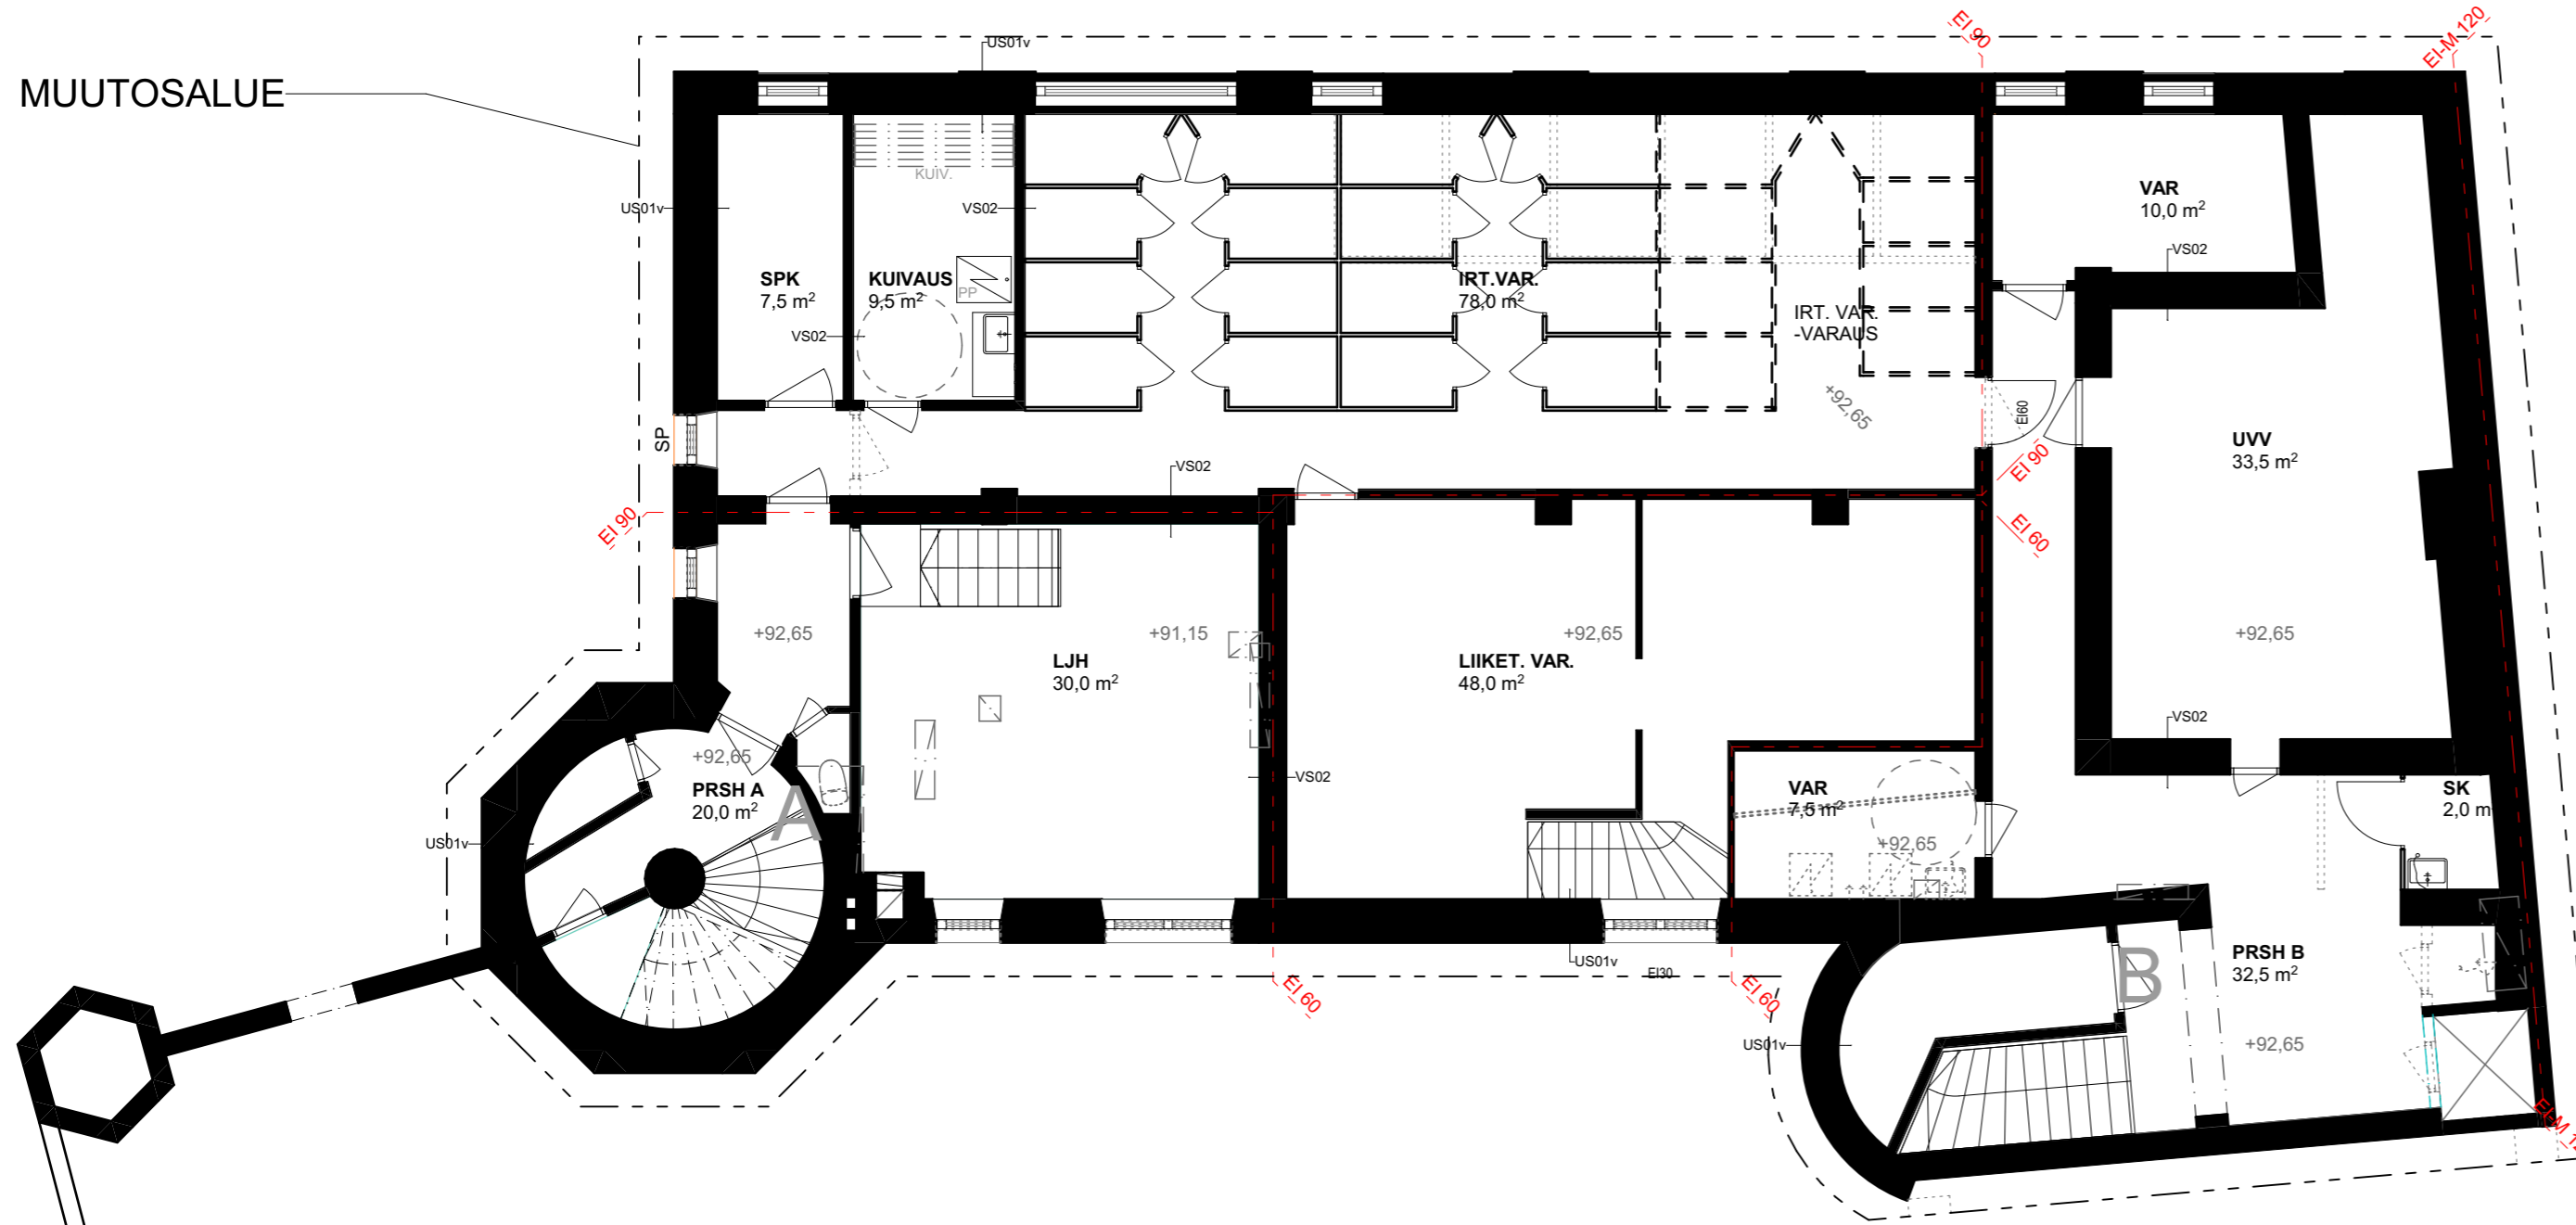 EI 90
EI-M 120
US01v
MUUTOSALUE
KUIV.
US01v
VS02
VAR
10,0 m²
VS02
SPK
7,5 m²
KUIVAUS
9,5 m²
PP
IRT.VAR.
78,0 m²
VS02
IRT. VAR.
-VARAUS
+92,65
EI60
SP
UVV
33,5 m²
VS02
EI 90
EI 90
EI 60
+92,65
+91,15
+92,65
+92,65
LJH
30,0 m²
LIIKET. VAR.
48,0 m²
VS02
+92,65
VS02
PRSH A
20,0 m²
A
VAR
7,5 m²
SK
2,0 m
US01v
+92,65
PRSH B
32,5 m²
B
US01v
EI30
EI 60
EI 60
US01v
+92,65
EI-M 12